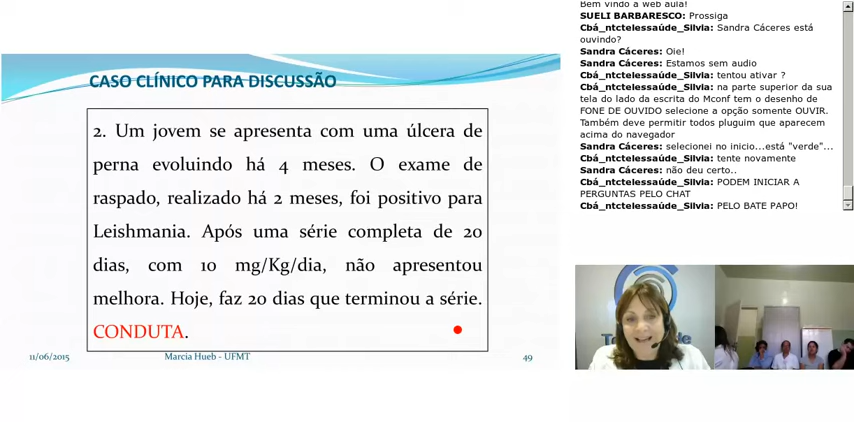 CASO CLÍNICO PARA DISCUSSÃO
2. Um jovem se apresenta com uma úlcera de
perna evoluindo há 4 meses. O exame de
raspado, realizado há 2 meses, foi positivo para
Leishmania. Após uma série completa de 20
dias, com 10 mg/Kg/dia, não apresentou
melhora. Hoje, faz 20 dias que terminou a série.
CONDUTA.
11/06/2015
Marcia Hueb - UFMT
49
Bem vindo a web aula!
SUELI BARBARESCO: Prossiga
Cbá_ntctelessaúde_Silvia: Sandra Cáceres está
ouvindo?
Sandra Cáceres: Oie!
Sandra Cáceres: Estamos sem audio
Cbá_ntctelessaúde_Silvia: tentou ativar ?
Cbá_ntctelessaúde_Silvia: na parte superior da sua
tela do lado da escrita do Mconf tem o desenho de
FONE DE OUVIDO selecione a opção somente OUVIR.
Também deve permitir todos pluguim que aparecem
acima do navegador
Sandra Cáceres: selecionei no inicio...está "verde"...
Cbá_ntctelessaúde_Silvia: tente novamente
Sandra Cáceres: não deu certo..
Cbá_ntctelessaúde_Silvia: PODEM INICIAR A
PERGUNTAS PELO CHAT
Cbá_ntctelessaúde_Silvia: PELO BATE PAPO!